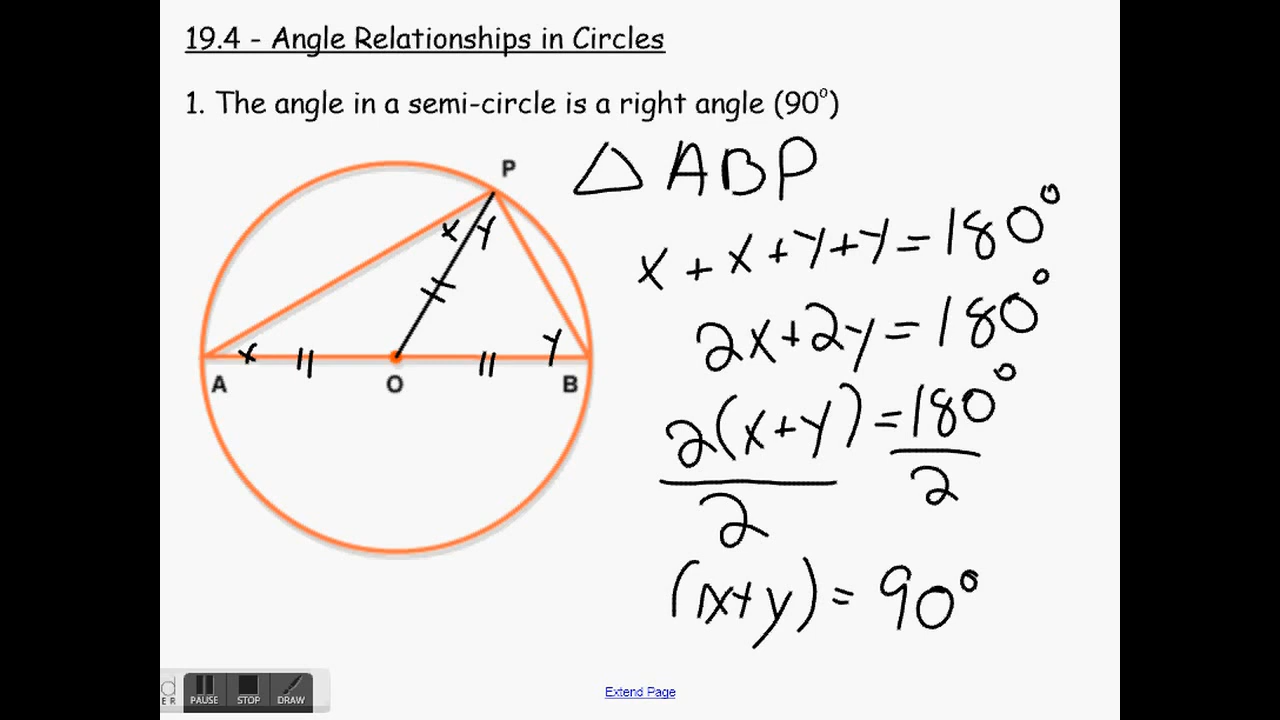 19.4 - Angle Relationships in Circles
1. The angle in a semi-circle is a right angle (90°)
P
△ ABP
x y
x + x + y + y = 180°
2x + 2y = 180°
x y
A O B
2(x + y) = 180°
2 2
(x + y) = 90°
ER PAUSE STOP DRAW
Extend Page